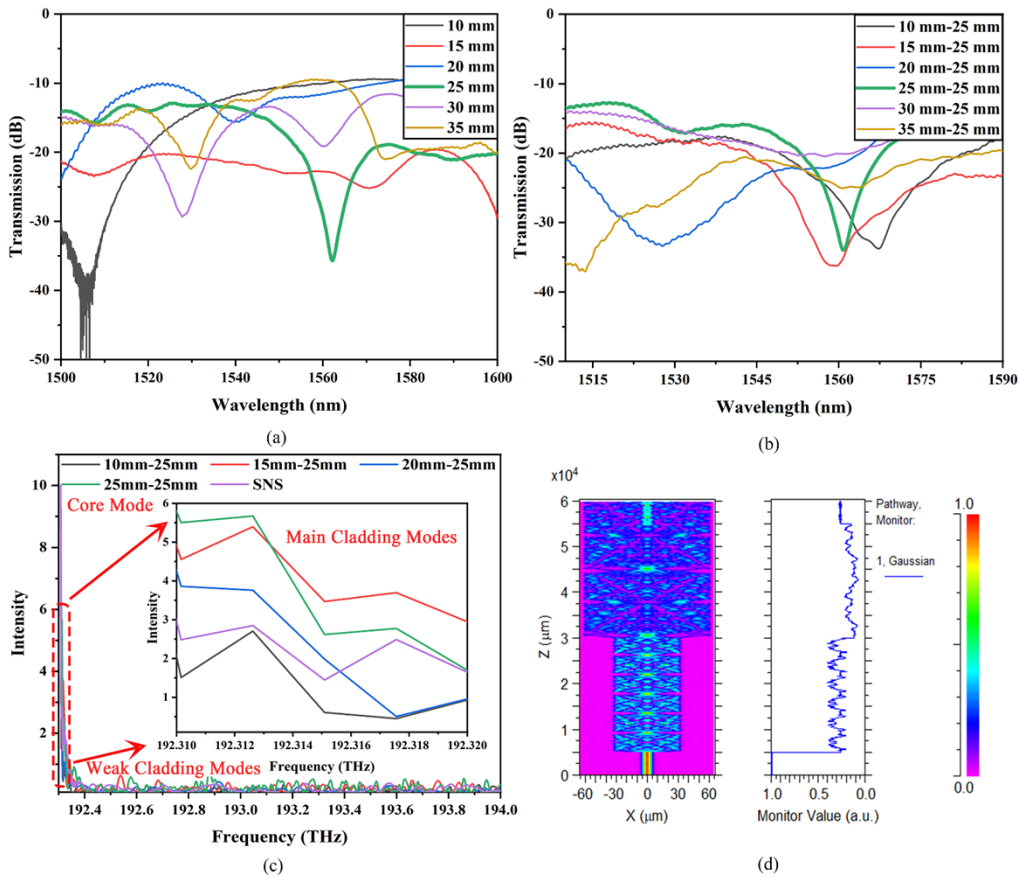 0
-10
-20
-30
-40
-50
Transmission (dB)
1500 1520 1540 1560 1580 1600
Wavelength (nm)
10 mm
15 mm
20 mm
25 mm
30 mm
35 mm
(a)
0
-10
-20
-30
-40
-50
Transmission (dB)
1515 1530 1545 1560 1575 1590
Wavelength (nm)
10 mm-25 mm
15 mm-25 mm
20 mm-25 mm
25 mm-25 mm
30 mm-25 mm
35 mm-25 mm
(b)
10mm-25mm 15mm-25mm 20mm-25mm
25mm-25mm SNS
10
8
6
4
2
Intensity
Core Mode
Main Cladding Modes
6
5
4
3
2
1
Intensity
192.310 192.312 192.314 192.316 192.318 192.320
Frequency (THz)
Weak Cladding Modes
192.4 192.6 192.8 193.0 193.2 193.4 193.6 193.8 194.0
Frequency (THz)
(c)
x10⁴
6
5
4
3
2
1
0
Z (μm)
-60 -30 0 30 60
X (μm)
1.0 0.5 0.0
Monitor Value (a.u.)
Pathway,
Monitor:
1, Gaussian
1.0
0.0
(d)